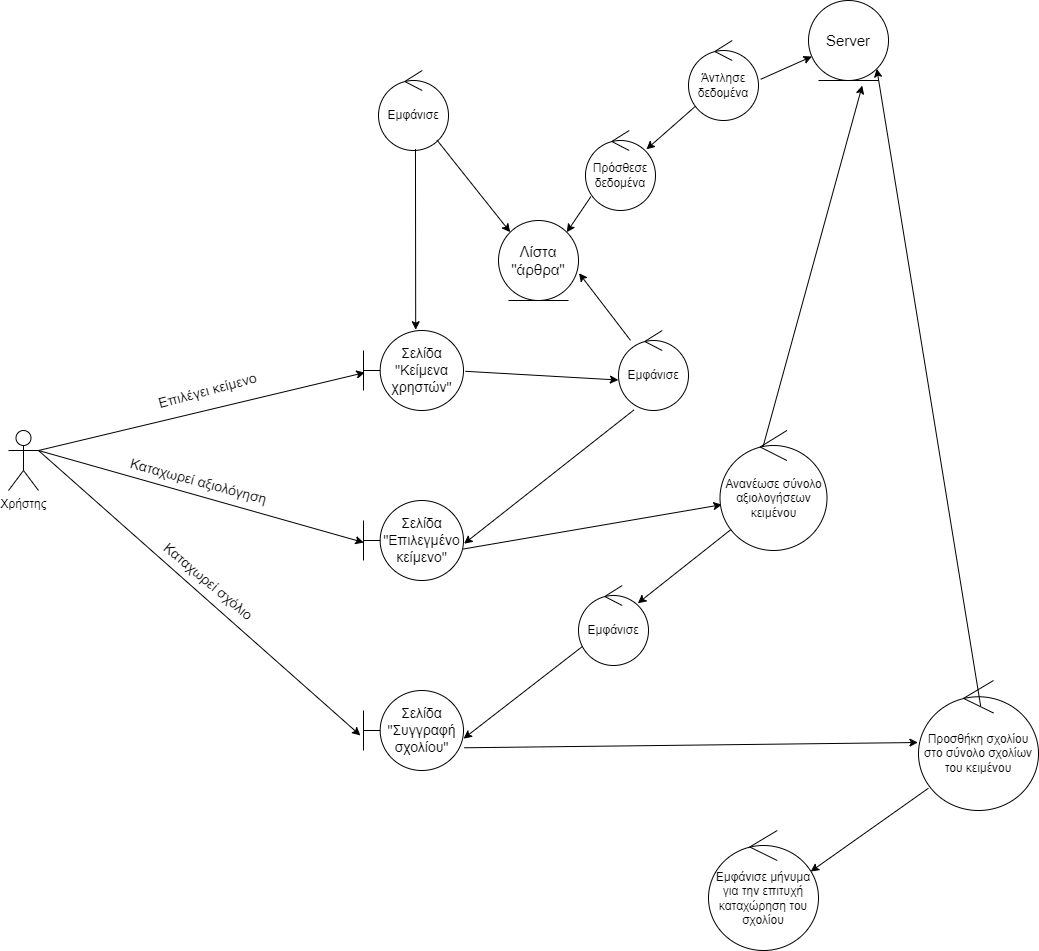 Server
Άντλησε
δεδομένα
Εμφάνισε
Πρόσθεσε
δεδομένα
Λίστα
"άρθρα"
Σελίδα
"Κείμενα
χρηστών"
Εμφάνισε
Επιλέγει κείμενο
Χρήστης
Καταχωρεί αξιολόγηση
Σελίδα
"Επιλεγμένο
κείμενο"
Ανανέωσε σύνολο
αξιολογήσεων
κειμένου
Καταχωρεί σχόλιο
Εμφάνισε
Σελίδα
"Συγγραφή
σχολίου"
Προσθήκη σχολίου
στο σύνολο σχολίων
του κειμένου
Εμφάνισε μήνυμα
για την επιτυχή
καταχώρηση του
σχολίου